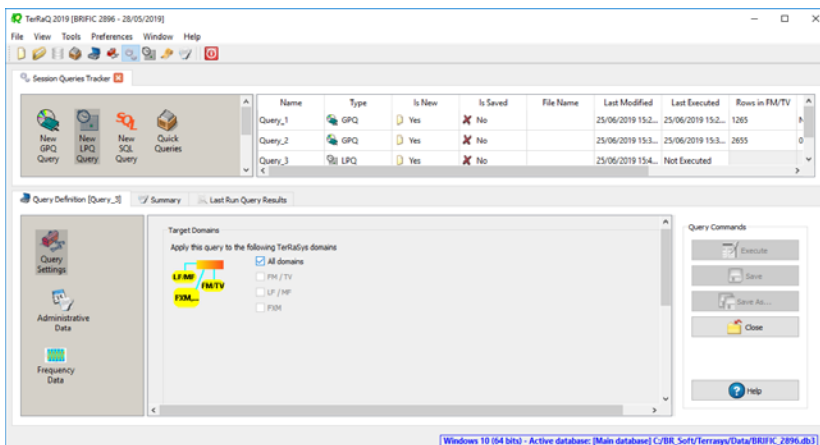 TerRaQ 2019 [BRIFIC 2896 - 28/05/2019]
File View Tools Preferences Window Help
Session Queries Tracker
New GPQ Query
New LPQ Query
New SQL Query
Quick Queries
Name Type Is New Is Saved File Name Last Modified Last Executed Rows in FM/TV
Query_1 GPQ Yes No 25/06/2019 15:2... 25/06/2019 15:2... 1265
Query_2 GPQ Yes No 25/06/2019 15:3... 25/06/2019 15:3... 2655 0
Query_3 LPQ Yes No 25/06/2019 15:4... Not Executed
Query Definition [Query_3] Summary Last Run Query Results
Query Settings
Administrative Data
Frequency Data
Target Domains
Apply this query to the following TerRaSys domains
LF/MF
FM/TV
FXM,...
All domains
FM / TV
LF / MF
FXM
Query Commands
Execute
Save
Save As...
Close
Help
Windows 10 (64 bits) - Active database: [Main database] C:/BR_Soft/Terrasys/Data/BRIFIC_2896.db3